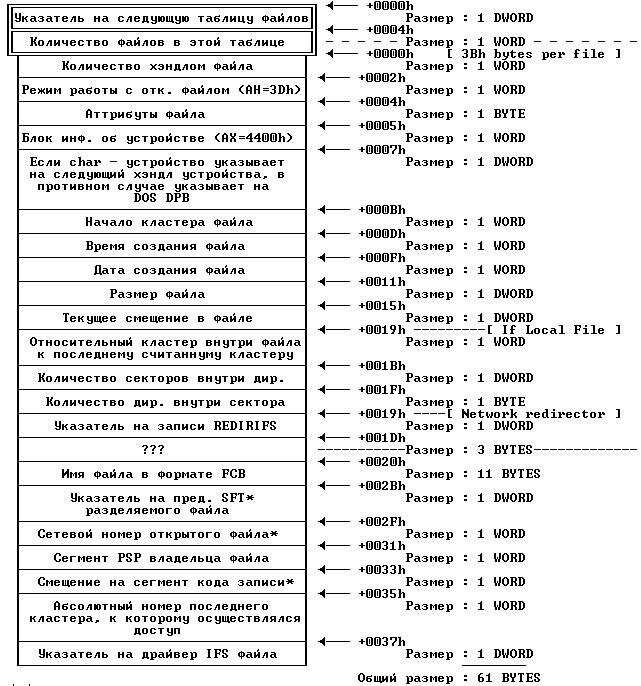 +0000h
Указатель на следующую таблицу файлов Размер : 1 DWORD
+0004h
Количество файлов в этой таблице Размер : 1 WORD
+0000h [ 3Bh bytes per file ]
Количество хэндлом файла Размер : 1 WORD
+0002h
Режим работы с отк. файлом (AH=3Dh) Размер : 1 WORD
+0004h
Аттрибуты файла Размер : 1 BYTE
+0005h
Блок инф. об устройстве (AX=4400h) Размер : 1 WORD
+0007h
Если char - устройство указывает Размер : 1 DWORD
на следующий хэндл устройства, в
противном случае указывает на
DOS DPB
+000Bh
Начало кластера файла Размер : 1 WORD
+000Dh
Время создания файла Размер : 1 WORD
+000Fh
Дата создания файла Размер : 1 WORD
+0011h
Размер файла Размер : 1 DWORD
+0015h
Текущее смещение в файле Размер : 1 DWORD
+0019h ---------[ If Local File ]
Относительный кластер внутри файла Размер : 1 WORD
к последнему считаннуму кластеру
+001Bh
Количество секторов внутри дир. Размер : 1 DWORD
+001Fh
Количество дир. внутри сектора Размер : 1 BYTE
+0019h ----[ Network redirector ]
Указатель на записи REDIRIFS Размер : 1 DWORD
+001Dh
??? -----------Размер : 3 BYTES-------------
+0020h
Имя файла в формате FCB Размер : 11 BYTES
+002Bh
Указатель на пред. SFT* Размер : 1 DWORD
разделяемого файла
+002Fh
Сетевой номер открытого файла* Размер : 1 WORD
+0031h
Сегмент PSP владельца файла Размер : 1 WORD
+0033h
Смещение на сегмент кода записи* Размер : 1 WORD
+0035h
Абсолютный номер последнего Размер : 1 WORD
кластера, к которому осуществлялся
доступ
+0037h
Указатель на драйвер IFS файла Размер : 1 DWORD
Общий размер : 61 BYTES